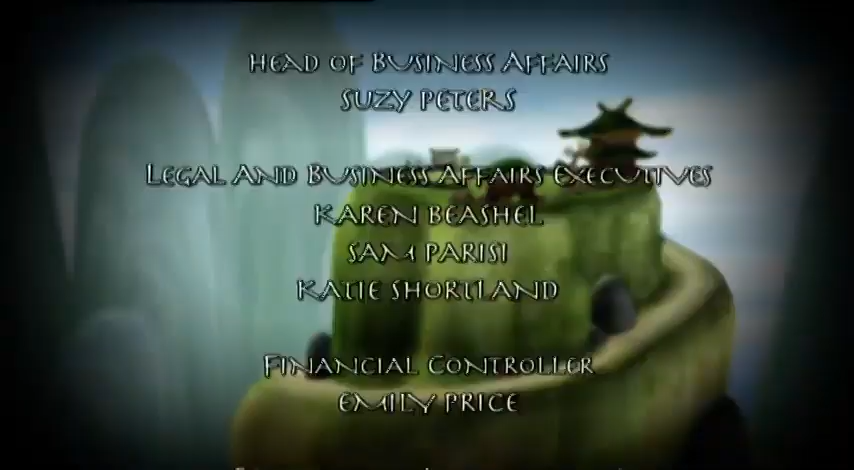 Head of Business Affairs
Suzy Peters
Legal And Business Affairs Executives
Karen Beashel
Sam Parisi
Katie Shortland
Financial Controller
Emily Price